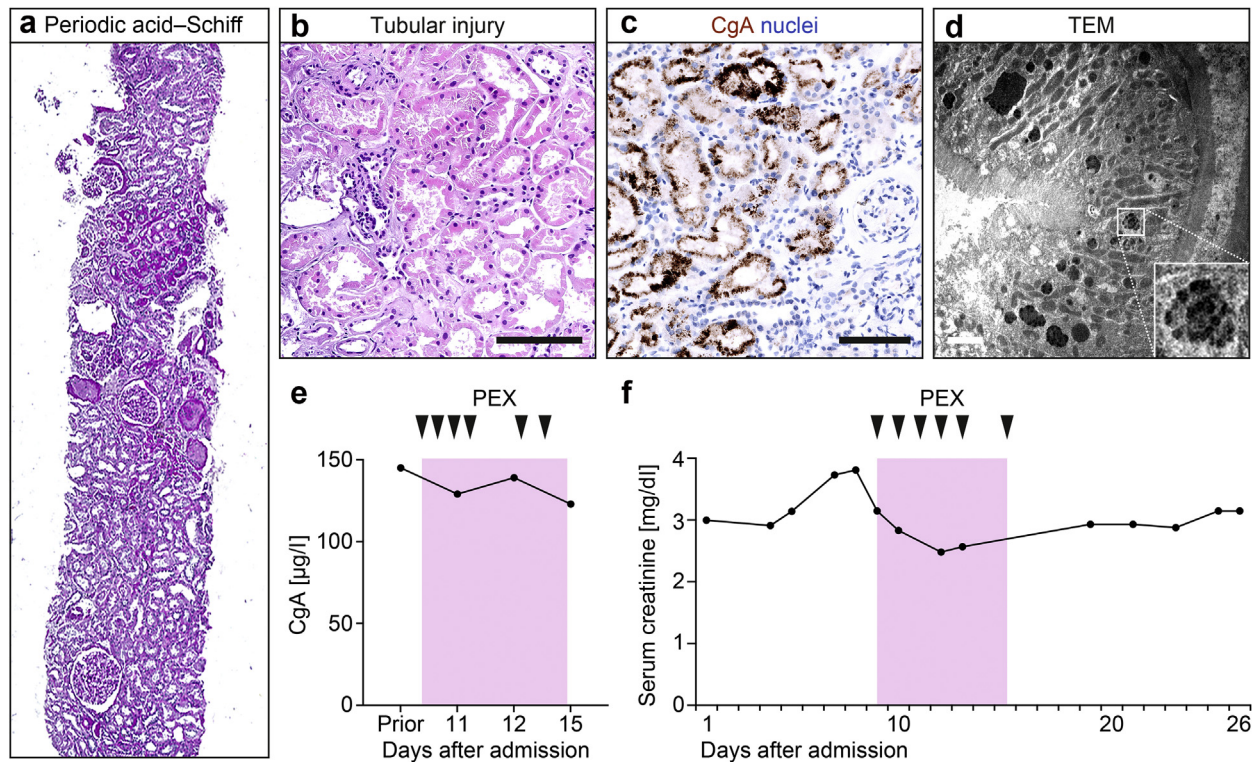 a Periodic acid–Schiff
b Tubular injury
c CgA nuclei
d TEM
e
PEX
150
100
50
0
CgA [µg/l]
Prior 11 12 15
Days after admission
f
PEX
4
3
2
1
0
Serum creatinine [mg/dl]
1 10 20 26
Days after admission